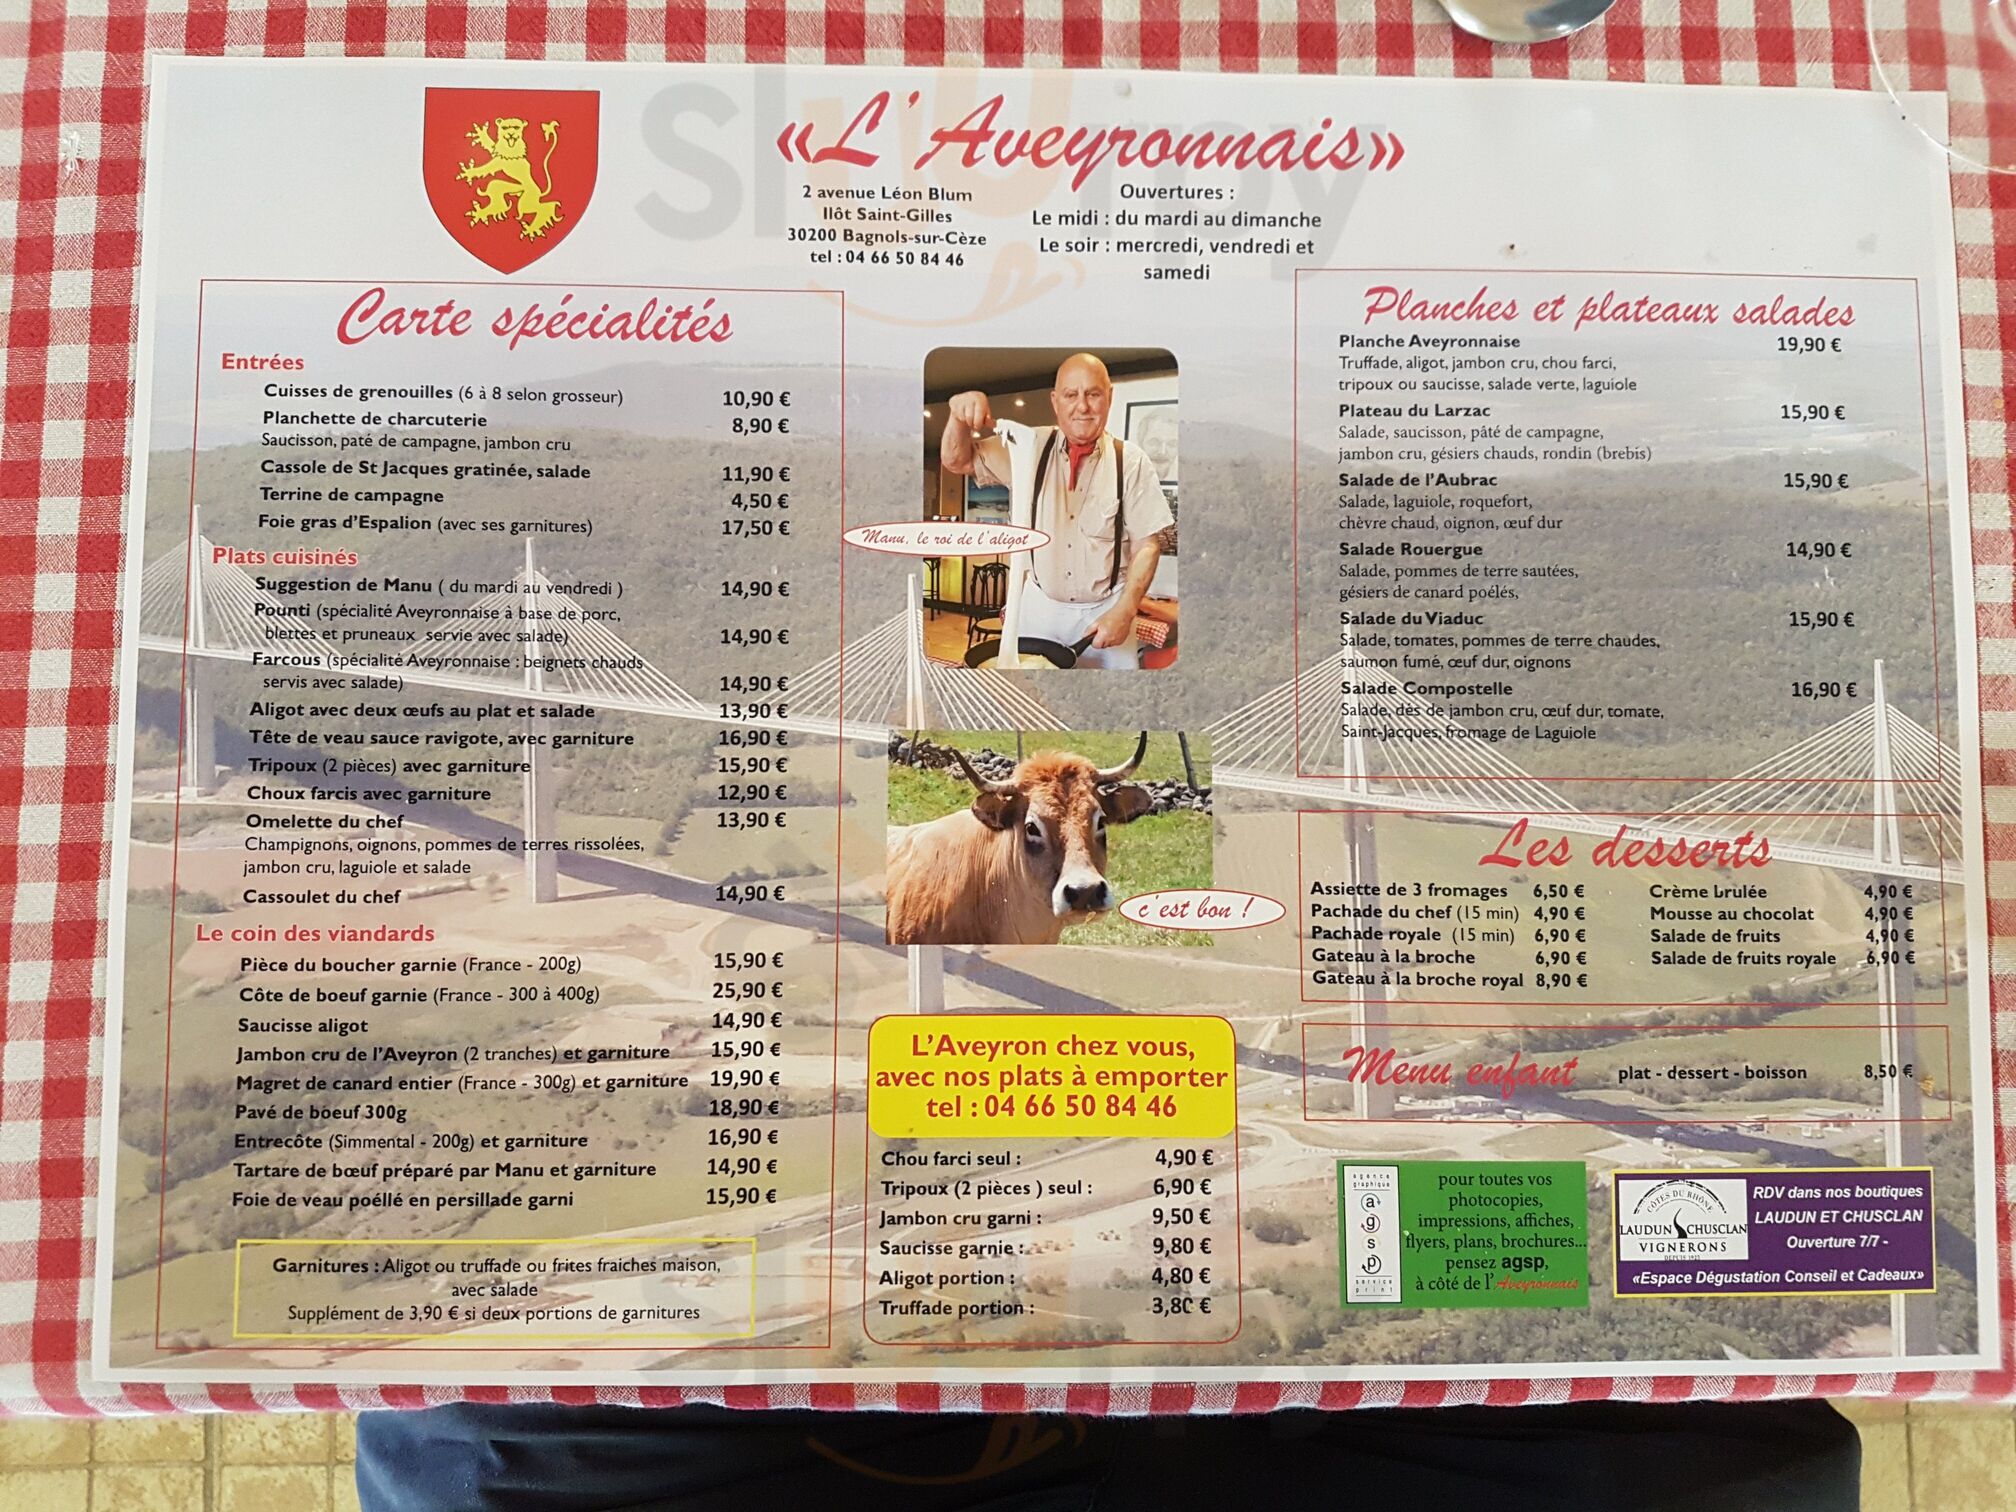 «L'Aveyronnais»
2 avenue Léon Blum
Ilôt Saint-Gilles
30200 Bagnols-sur-Cèze
tel : 04 66 50 84 46
Ouvertures :
Le midi : du mardi au dimanche
Le soir : mercredi, vendredi et
samedi
Carte spécialités
Entrées
Cuisses de grenouilles (6 à 8 selon grosseur) 10,90 €
Planchette de charcuterie 8,90 €
Saucisson, paté de campagne, jambon cru
Cassole de St Jacques gratinée, salade 11,90 €
Terrine de campagne 4,50 €
Foie gras d'Espalion (avec ses garnitures) 17,50 €
Plats cuisinés
Suggestion de Manu ( du mardi au vendredi ) 14,90 €
Pounti (spécialité Aveyronnaise à base de porc,
blettes et pruneaux servie avec salade) 14,90 €
Farcous (spécialité Aveyronnaise : beignets chauds
servis avec salade) 14,90 €
Aligot avec deux œufs au plat et salade 13,90 €
Tête de veau sauce ravigote, avec garniture 16,90 €
Tripoux (2 pièces) avec garniture 15,90 €
Choux farcis avec garniture 12,90 €
Omelette du chef 13,90 €
Champignons, oignons, pommes de terres rissolées,
jambon cru, laguiole et salade
Cassoulet du chef 14,90 €
Le coin des viandards
Pièce du boucher garnie (France - 200g) 15,90 €
Côte de boeuf garnie (France - 300 à 400g) 25,90 €
Saucisse aligot 14,90 €
Jambon cru de l'Aveyron (2 tranches) et garniture 15,90 €
Magret de canard entier (France - 300g) et garniture 19,90 €
Pavé de boeuf 300g 18,90 €
Entrecôte (Simmental - 200g) et garniture 16,90 €
Tartare de bœuf préparé par Manu et garniture 14,90 €
Foie de veau poéllé en persillade garni 15,90 €
Garnitures : Aligot ou truffade ou frites fraiches maison,
avec salade
Supplément de 3,90 € si deux portions de garnitures
Manu, le roi de l'aligot
c'est bon !
L'Aveyron chez vous,
avec nos plats à emporter
tel : 04 66 50 84 46
Chou farci seul : 4,90 €
Tripoux (2 pièces ) seul : 6,90 €
Jambon cru garni : 9,50 €
Saucisse garnie : 9,80 €
Aligot portion : 4,80 €
Truffade portion : 3,80 €
Planches et plateaux salades
Planche Aveyronnaise 19,90 €
Truffade, aligot, jambon cru, chou farci,
tripoux ou saucisse, salade verte, laguiole
Plateau du Larzac 15,90 €
Salade, saucisson, pâté de campagne,
jambon cru, gésiers chauds, rondin (brebis)
Salade de l'Aubrac 15,90 €
Salade, laguiole, roquefort,
chèvre chaud, oignon, œuf dur
Salade Rouergue 14,90 €
Salade, pommes de terre sautées,
gésiers de canard poélés,
Salade du Viaduc 15,90 €
Salade, tomates, pommes de terre chaudes,
saumon fumé, œuf dur, oignons
Salade Compostelle 16,90 €
Salade, dès de jambon cru, œuf dur, tomate,
Saint-Jacques, fromage de Laguiole
Les desserts
Assiette de 3 fromages 6,50 €
Pachade du chef (15 min) 4,90 €
Pachade royale (15 min) 6,90 €
Gateau à la broche 6,90 €
Gateau à la broche royal 8,90 €
Crème brulée 4,90 €
Mousse au chocolat 4,90 €
Salade de fruits 4,90 €
Salade de fruits royale 6,90 €
Menu enfant plat - dessert - boisson 8,50 €
agence
graphique
a
g
s
p
service
print
pour toutes vos
photocopies,
impressions, affiches,
flyers, plans, brochures...
pensez agsp,
à côté de l'Aveyronnais
CÔTES DU RHÔNE
LAUDUN CHUSCLAN
VIGNERONS
DEPUIS 1925
RDV dans nos boutiques
LAUDUN ET CHUSCLAN
Ouverture 7/7 -
«Espace Dégustation Conseil et Cadeaux»